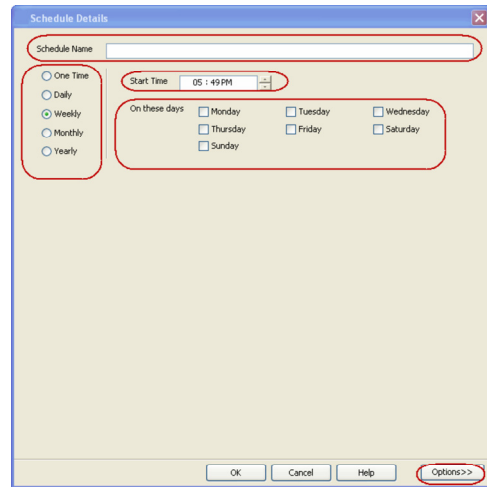 Schedule Details
Schedule Name
One Time
Daily
Weekly
Monthly
Yearly
Start Time 05 : 49 PM
On these days Monday Tuesday Wednesday
Thursday Friday Saturday
Sunday
OK Cancel Help Options>>